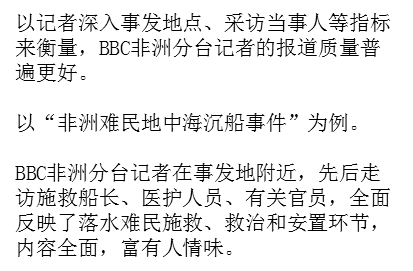 以记者深入事发地点、采访当事人等指标
来衡量，BBC非洲分台记者的报道质量普
遍更好。
以“非洲难民地中海沉船事件”为例。
BBC非洲分台记者在事发地附近，先后走
访施救船长、医护人员、有关官员，全面
反映了落水难民施救、救治和安置环节，
内容全面，富有人情味。